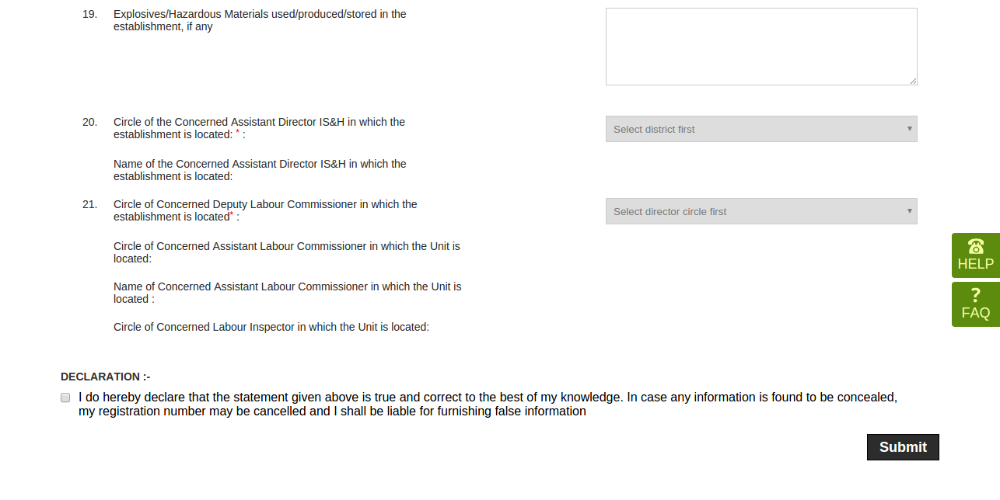 19. Explosives/Hazardous Materials used/produced/stored in the
establishment, if any
20. Circle of the Concerned Assistant Director IS&H in which the
establishment is located: * :
Select district first
Name of the Concerned Assistant Director IS&H in which the
establishment is located:
21. Circle of Concerned Deputy Labour Commissioner in which the
establishment is located* :
Select director circle first
Circle of Concerned Assistant Labour Commissioner in which the Unit is
located:
HELP
Name of Concerned Assistant Labour Commissioner in which the Unit is
located :
?
FAQ
Circle of Concerned Labour Inspector in which the Unit is located:
DECLARATION :-
I do hereby declare that the statement given above is true and correct to the best of my knowledge. In case any information is found to be concealed,
my registration number may be cancelled and I shall be liable for furnishing false information
Submit